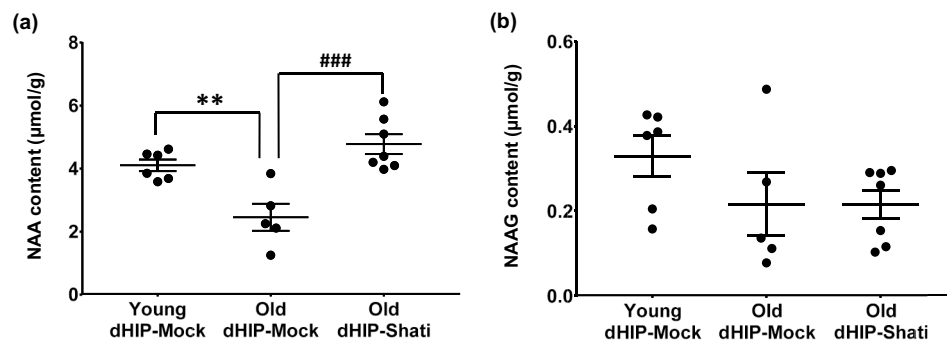 (a)
NAA content (μmol/g)
8
6
4
2
0
**
###
Young
dHIP-Mock
Old
dHIP-Mock
Old
dHIP-Shati
(b)
NAAG content (μmol/g)
0.6
0.4
0.2
0.0
Young
dHIP-Mock
Old
dHIP-Mock
Old
dHIP-Shati